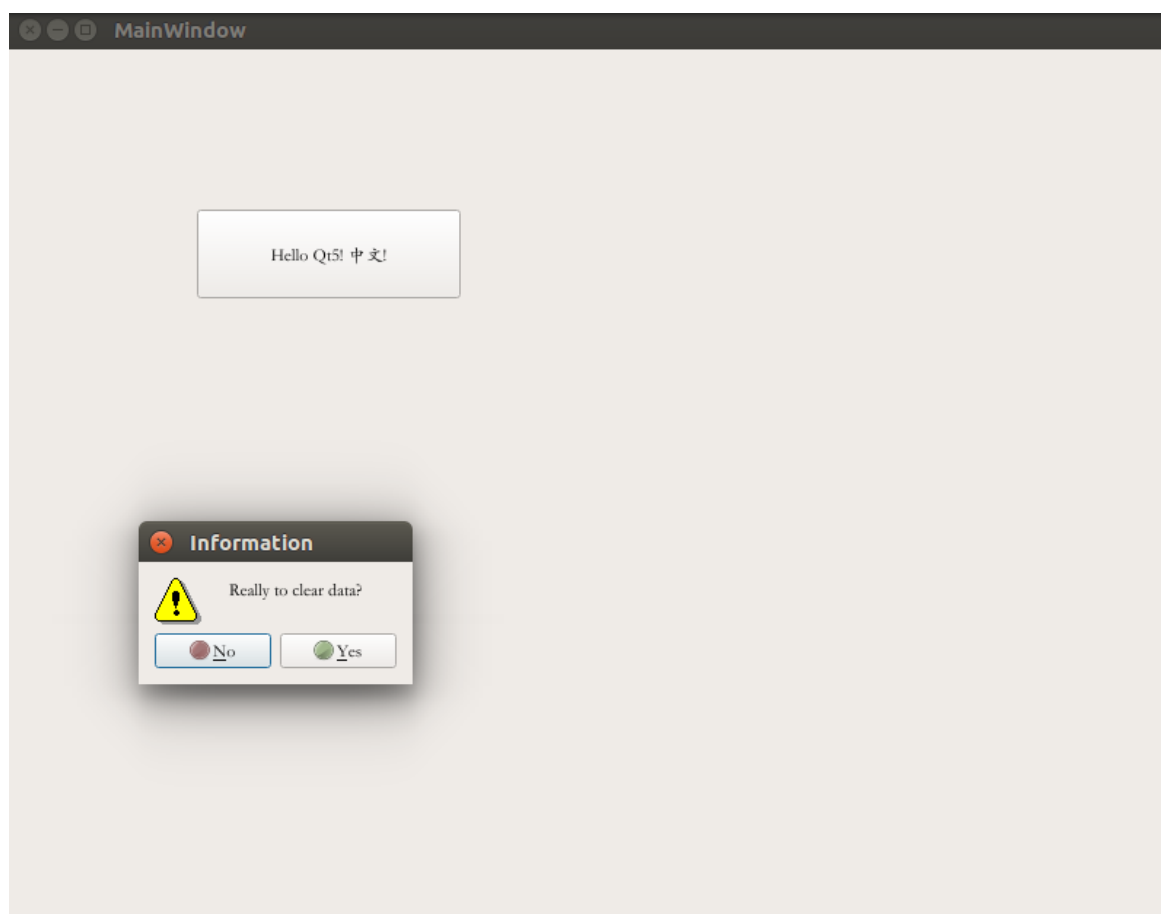 MainWindow
Hello Qt5! 中文!
Information
Really to clear data?
No
Yes